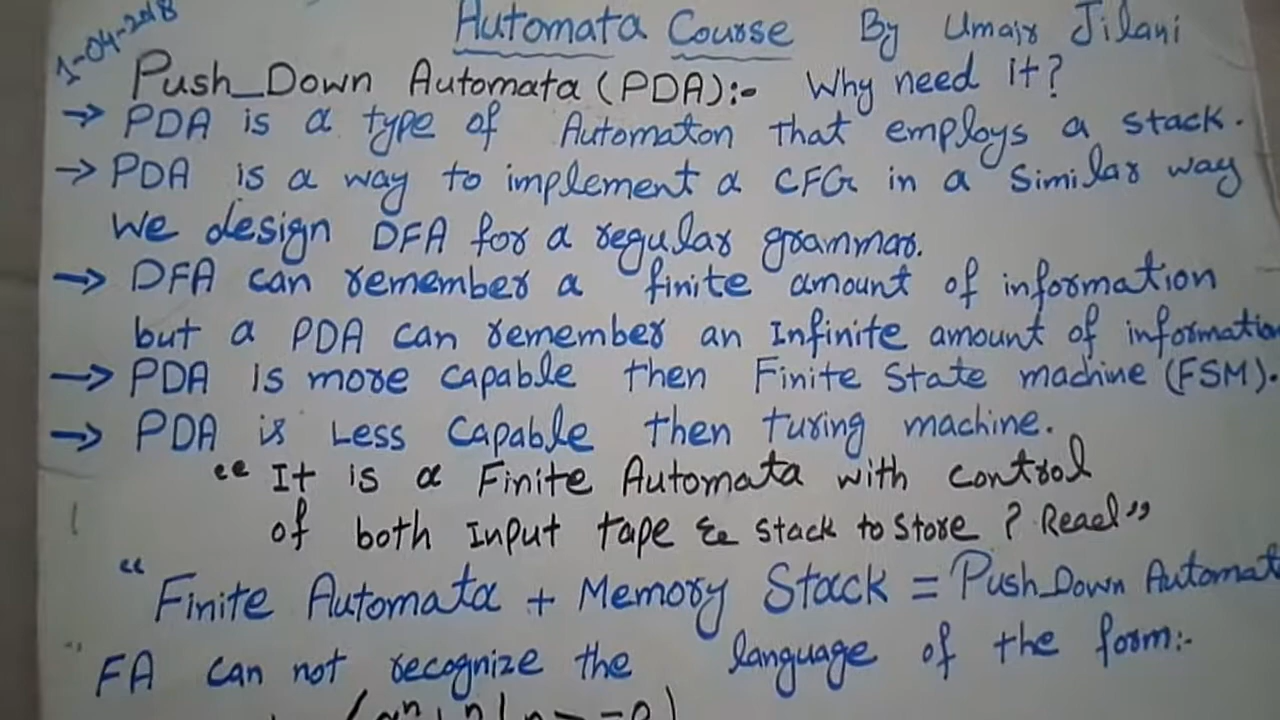 1-04-2018
Automata Course By Umair Jilani
Push_Down Automata (PDA):- Why need it?
→ PDA is a type of Automaton that employs a stack.
→ PDA is a way to implement a CFG in a similar way
We design DFA for a regular grammar.
→ DFA can remember a finite amount of information
but a PDA can remember an Infinite amount of information
→ PDA is more capable then Finite State machine (FSM).
→ PDA is Less Capable then turing machine.
"It is a Finite Automata with control
of both Input tape & stack to store ? Read"
"Finite Automata + Memory Stack = Push_Down Automat
" FA can not recognize the language of the form:-